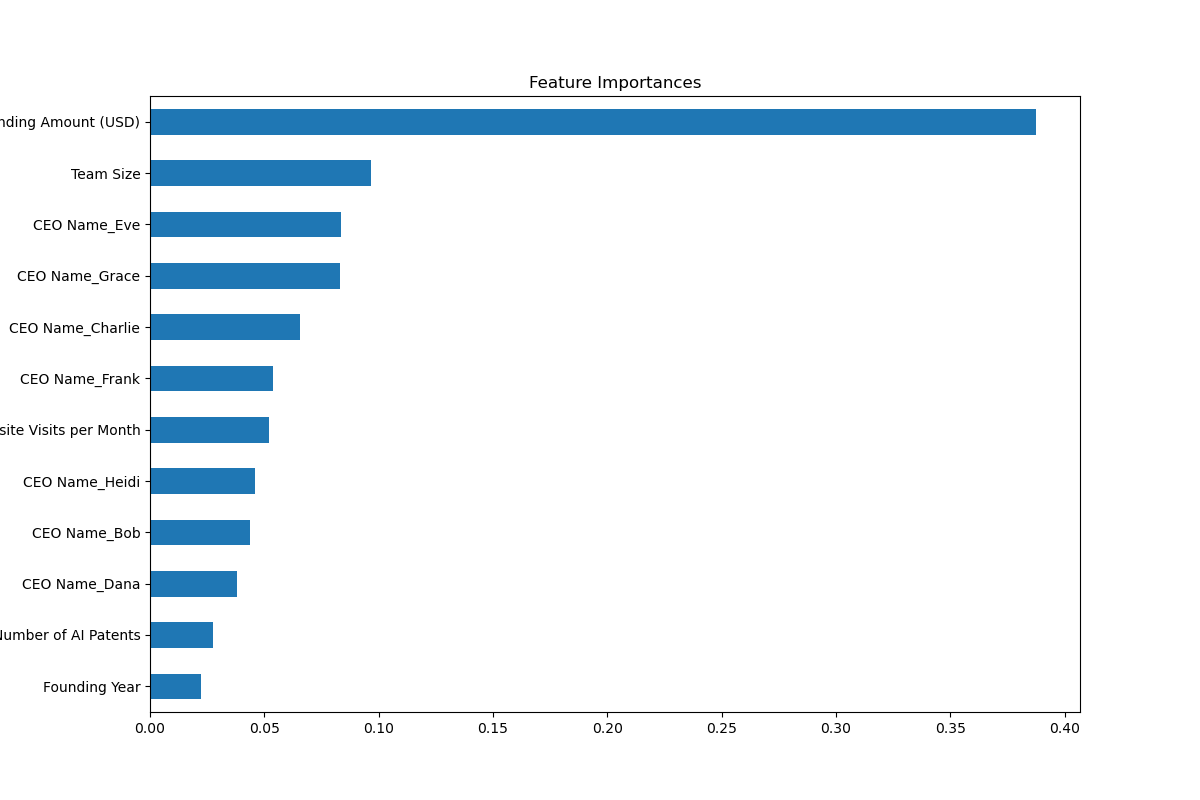 Feature Importances
nding Amount (USD)
Team Size
CEO Name_Eve
CEO Name_Grace
CEO Name_Charlie
CEO Name_Frank
site Visits per Month
CEO Name_Heidi
CEO Name_Bob
CEO Name_Dana
Number of AI Patents
Founding Year
0.00 0.05 0.10 0.15 0.20 0.25 0.30 0.35 0.40